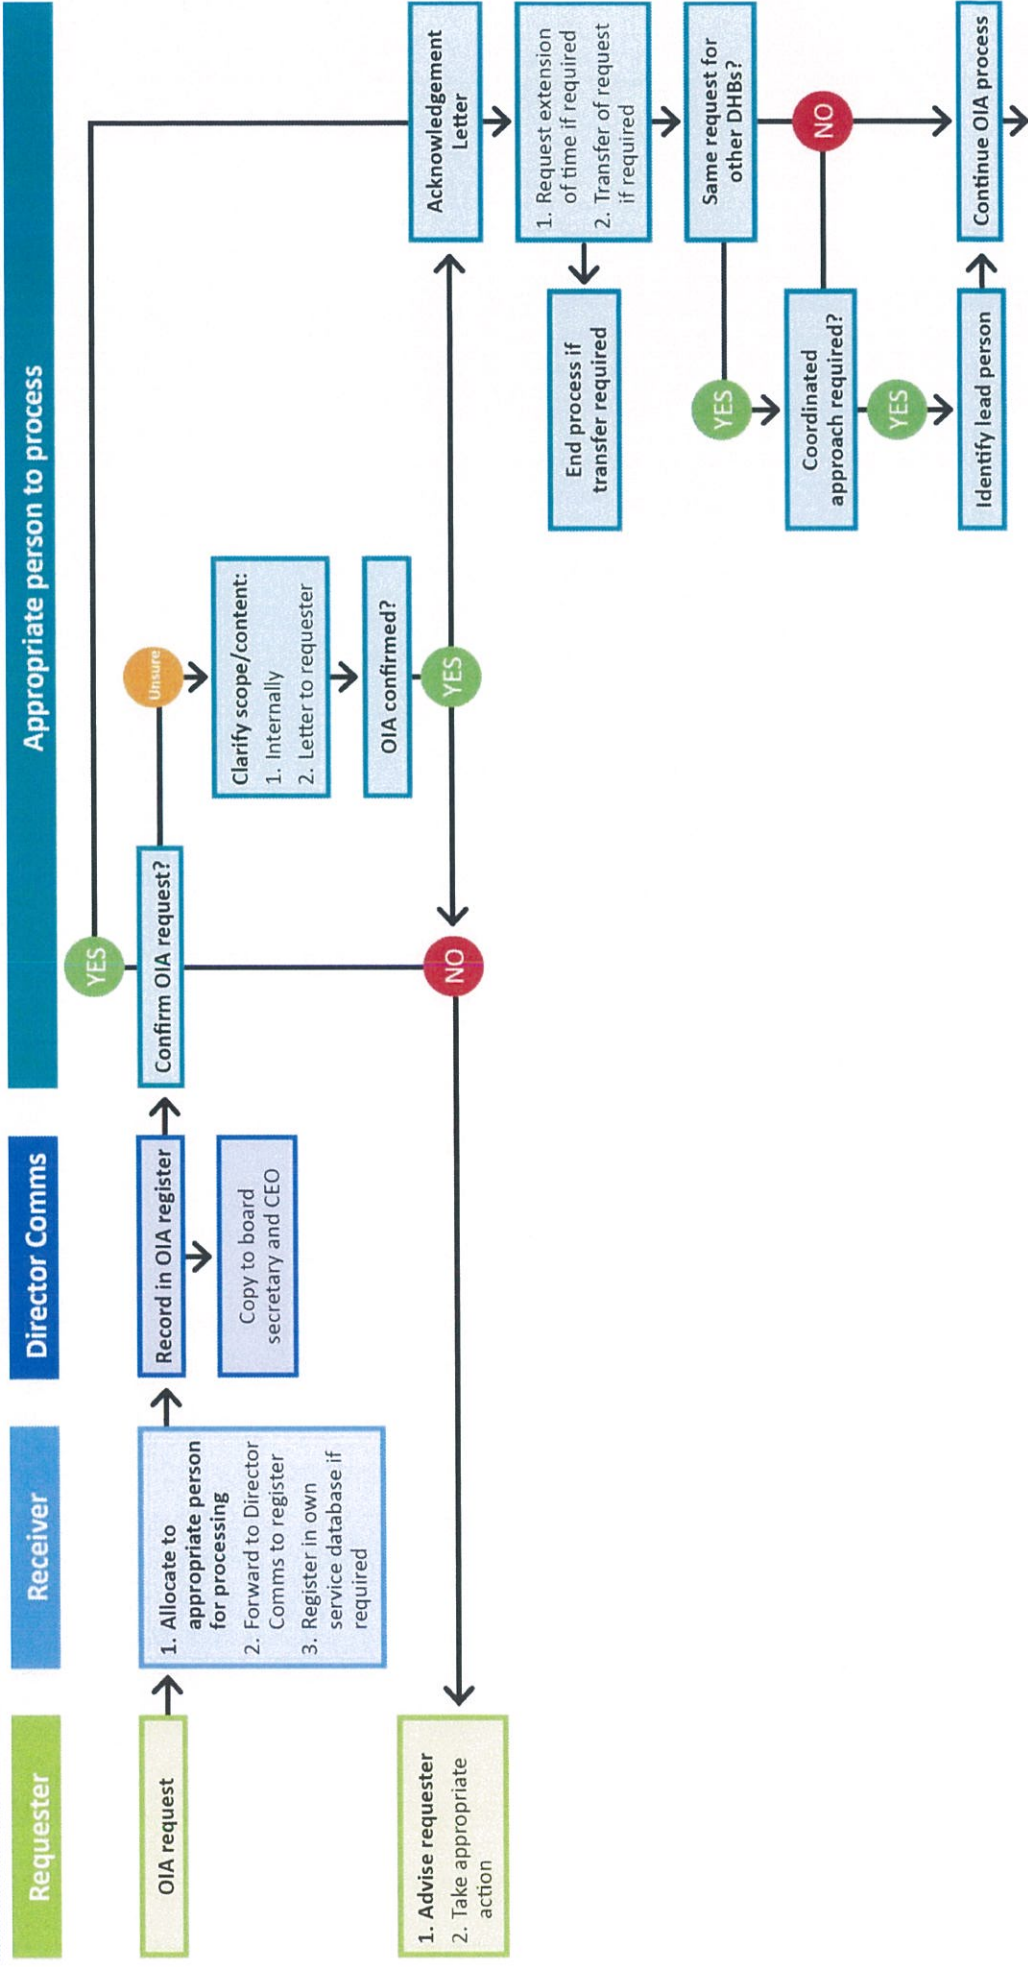 Requester
Receiver
Director Comms
Appropriate person to process
OIA request
1. Allocate to
appropriate person
for processing
2. Forward to Director
Comms to register
3. Register in own
service database if
required
Record in OIA register
Copy to board
secretary and CEO
YES
Confirm OIA request?
Unsure
Clarify scope/content:
1. Internally
2. Letter to requester
OIA confirmed?
YES
NO
1. Advise requester
2. Take appropriate
action
Acknowledgement
Letter
1. Request extension
of time if required
2. Transfer of request
if required
End process if
transfer required
Same request for
other DHBs?
YES
NO
Coordinated
approach required?
YES
Identify lead person
Continue OIA process